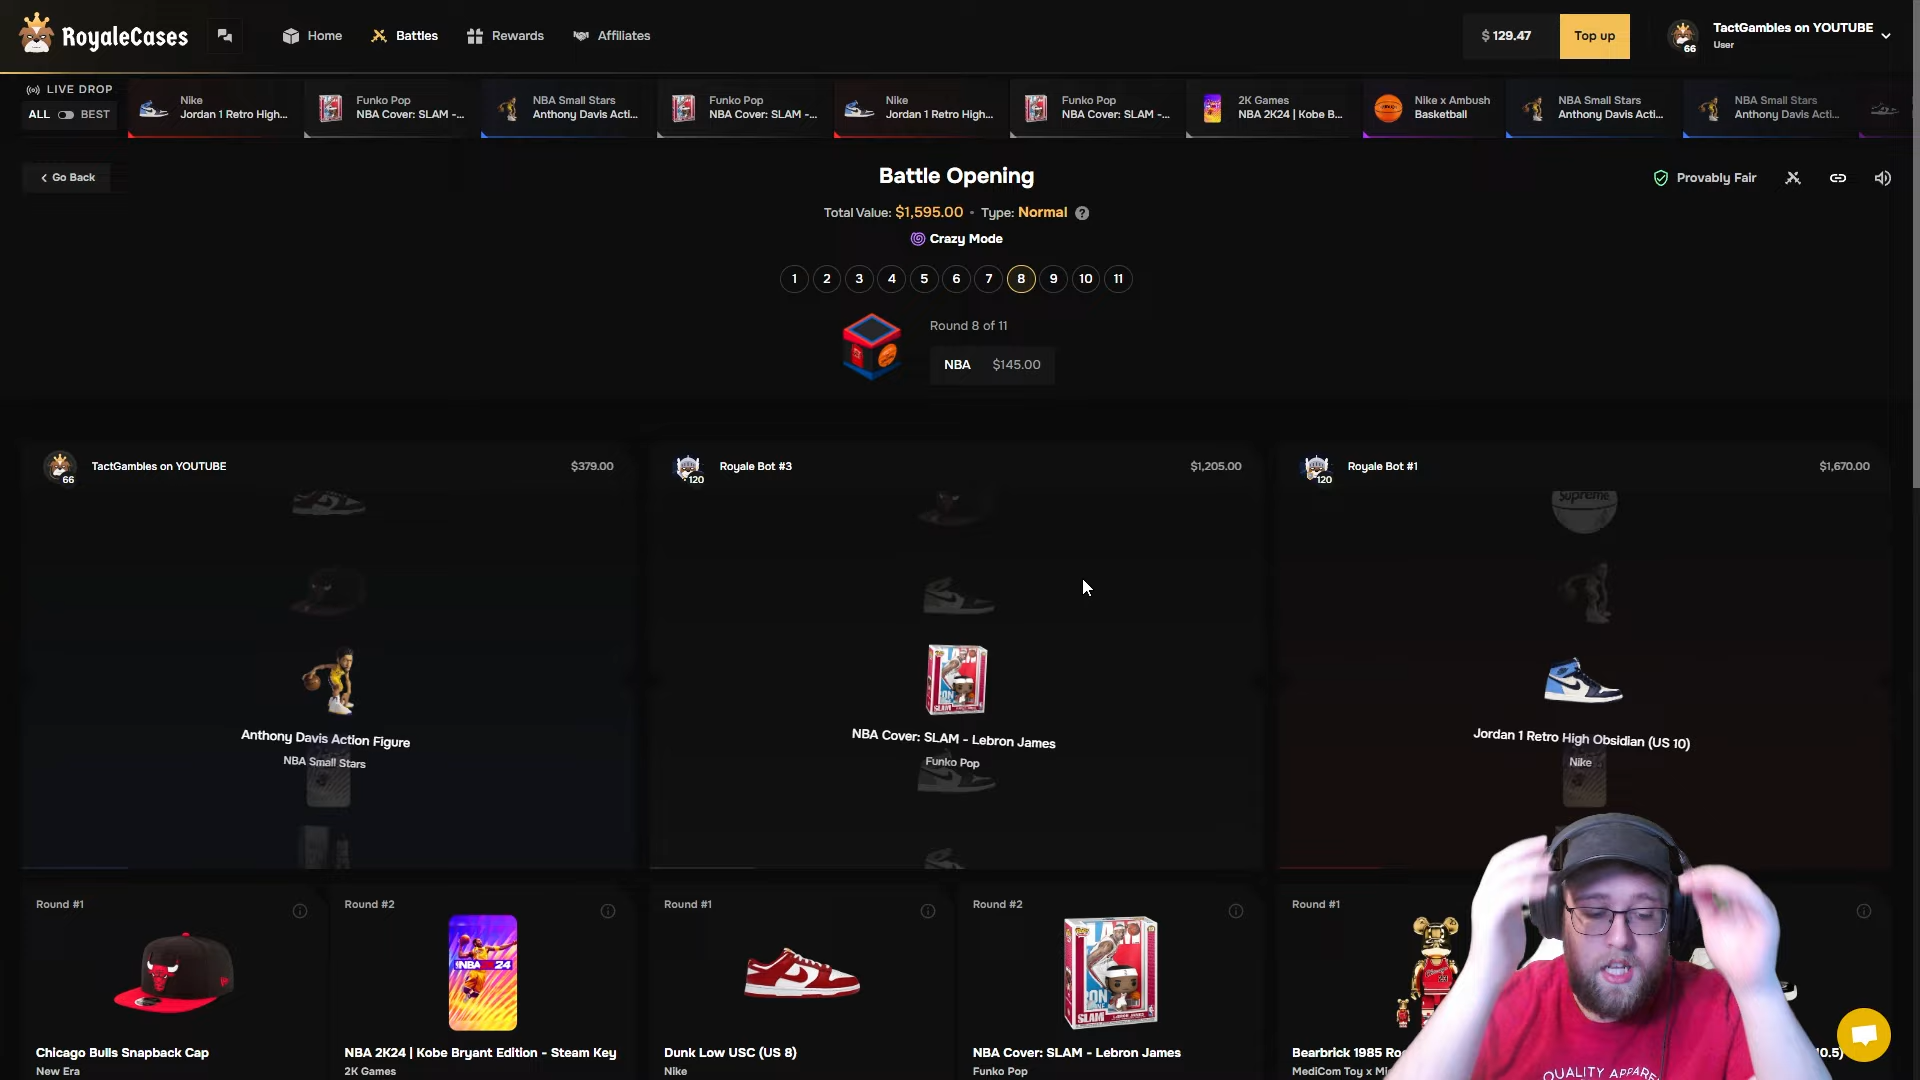 RoyaleCases
Home
Battles
Rewards
Affiliates
$ 129.47
Top up
66
TactGambles on YOUTUBE
User
LIVE DROP
ALL
BEST
Nike
Jordan 1 Retro High...
Funko Pop
NBA Cover: SLAM -...
NBA Small Stars
Anthony Davis Acti...
Funko Pop
NBA Cover: SLAM -...
Nike
Jordan 1 Retro High...
Funko Pop
NBA Cover: SLAM -...
2K Games
NBA 2K24 | Kobe B...
Nike x Ambush
Basketball
NBA Small Stars
Anthony Davis Acti...
NBA Small Stars
Anthony Davis Acti...
Go Back
Battle Opening
Provably Fair
Total Value: $1,595.00 • Type: Normal ?
Crazy Mode
1 2 3 4 5 6 7 8 9 10 11
Round 8 of 11
NBA $145.00
66
TactGambles on YOUTUBE
$379.00
120
Royale Bot #3
$1,205.00
120
Royale Bot #1
$1,670.00
Supreme
SLAM
Anthony Davis Action Figure
NBA Small Stars
NBA Cover: SLAM - Lebron James
Funko Pop
Jordan 1 Retro High Obsidian (US 10)
Nike
Round #1
Round #2
Round #1
Round #2
Round #1
NBA 24
SLAM
Chicago Bulls Snapback Cap
New Era
NBA 2K24 | Kobe Bryant Edition - Steam Key
2K Games
Dunk Low USC (US 8)
Nike
NBA Cover: SLAM - Lebron James
Funko Pop
Bearbrick 1985 Ro
MediCom Toy x Mi
0.5)
QUALITY APPARE